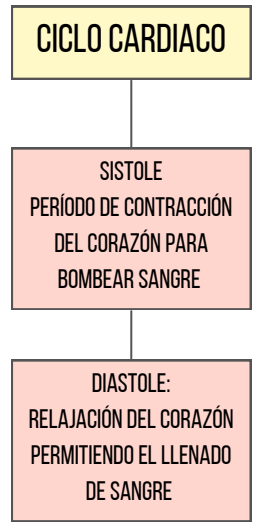 CICLO CARDIACO
SISTOLE
PERÍODO DE CONTRACCIÓN
DEL CORAZÓN PARA
BOMBEAR SANGRE
DIASTOLE:
RELAJACIÓN DEL CORAZÓN
PERMITIENDO EL LLENADO
DE SANGRE